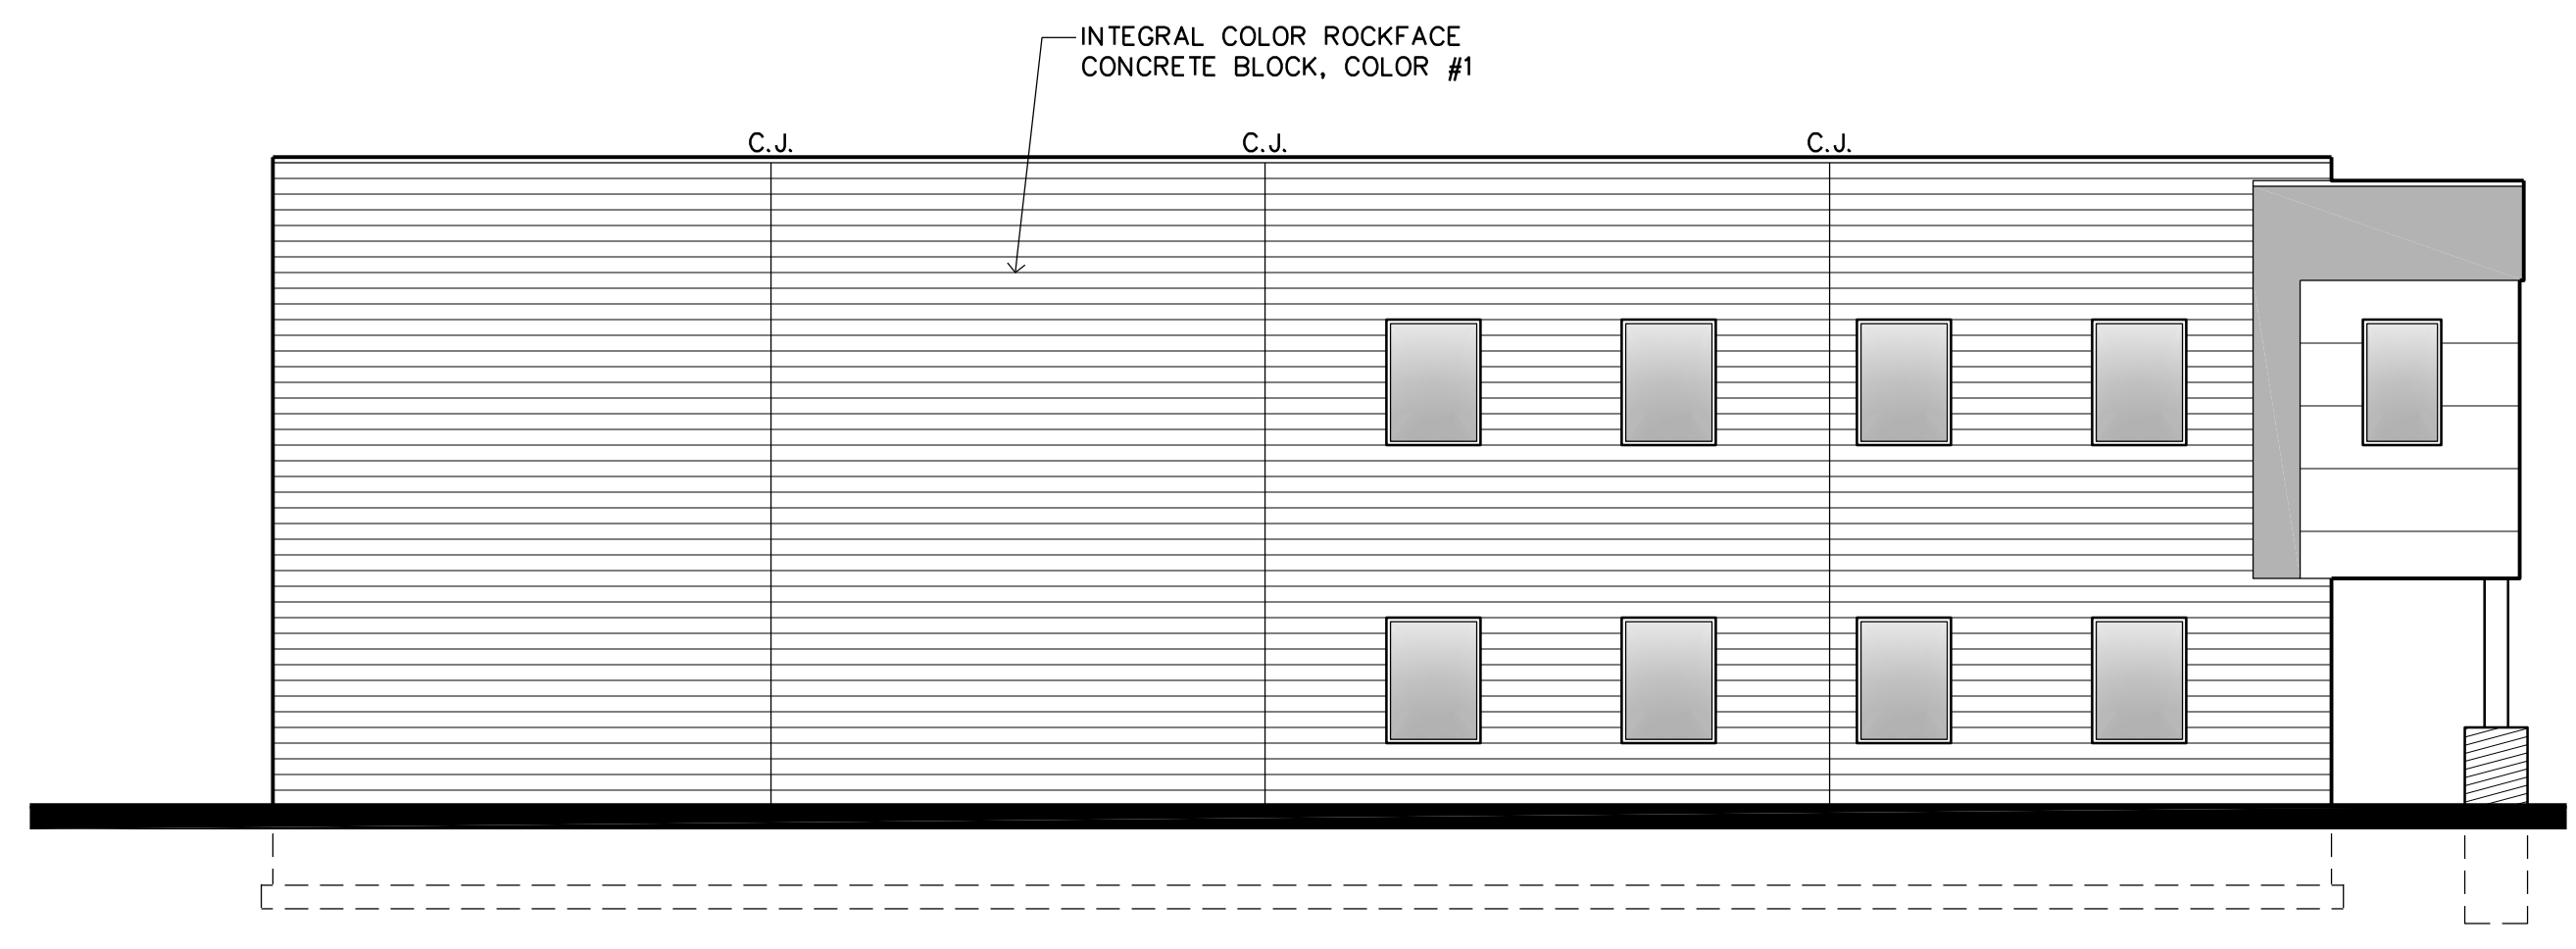 INTEGRAL COLOR ROCKFACE
CONCRETE BLOCK, COLOR #1
C.J.
C.J.
C.J.